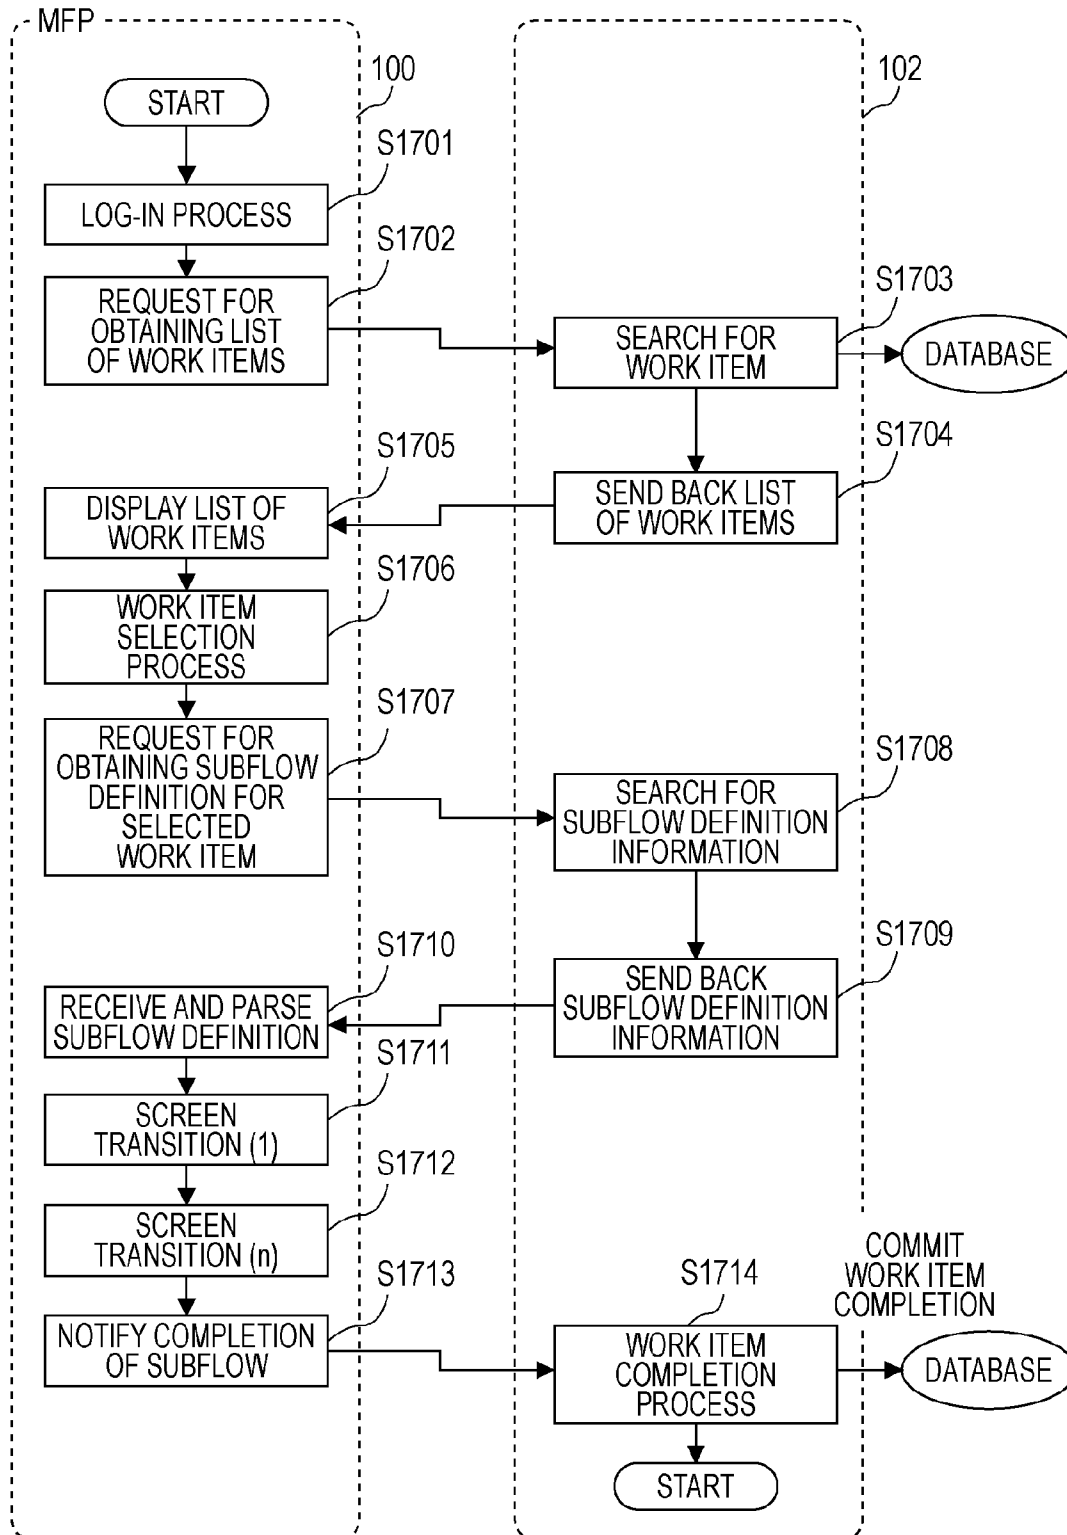 MFP
100
102
START
S1701
LOG-IN PROCESS
S1702
REQUEST FOR
OBTAINING LIST
OF WORK ITEMS
S1703
SEARCH FOR
WORK ITEM
DATABASE
S1704
SEND BACK LIST
OF WORK ITEMS
S1705
DISPLAY LIST OF
WORK ITEMS
S1706
WORK ITEM
SELECTION
PROCESS
S1707
REQUEST FOR
OBTAINING SUBFLOW
DEFINITION FOR
SELECTED
WORK ITEM
S1708
SEARCH FOR
SUBFLOW DEFINITION
INFORMATION
S1709
SEND BACK
SUBFLOW DEFINITION
INFORMATION
S1710
RECEIVE AND PARSE
SUBFLOW DEFINITION
S1711
SCREEN
TRANSITION (1)
S1712
SCREEN
TRANSITION (n)
S1713
NOTIFY COMPLETION
OF SUBFLOW
S1714
WORK ITEM
COMPLETION
PROCESS
COMMIT
WORK ITEM
COMPLETION
DATABASE
START